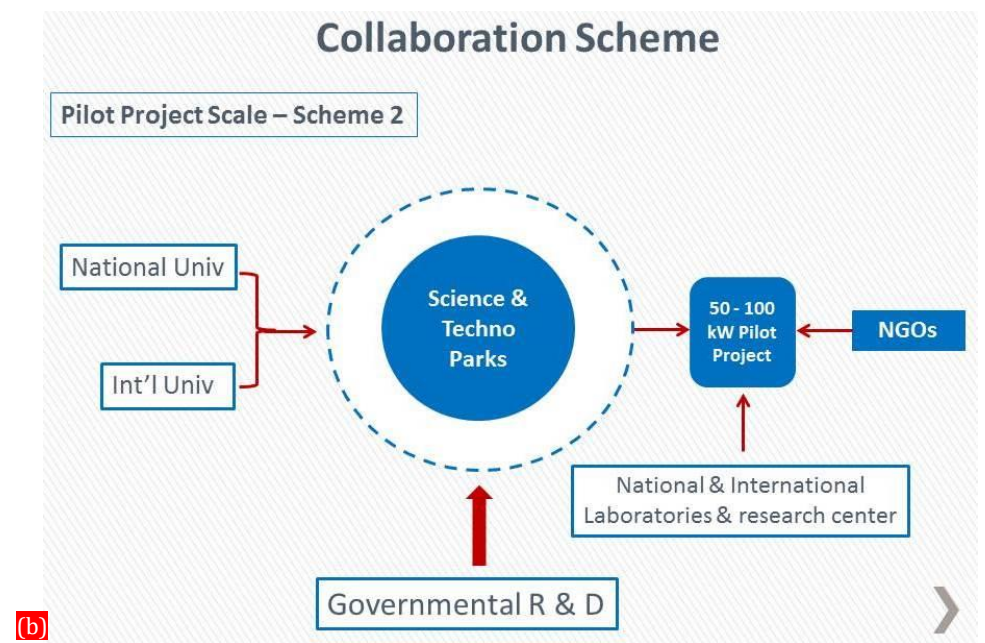 Collaboration Scheme
Pilot Project Scale – Scheme 2
National Univ
Int'l Univ
Science &
Techno
Parks
50 - 100
kW Pilot
Project
NGOs
National & International
Laboratories & research center
Governmental R & D
(b)